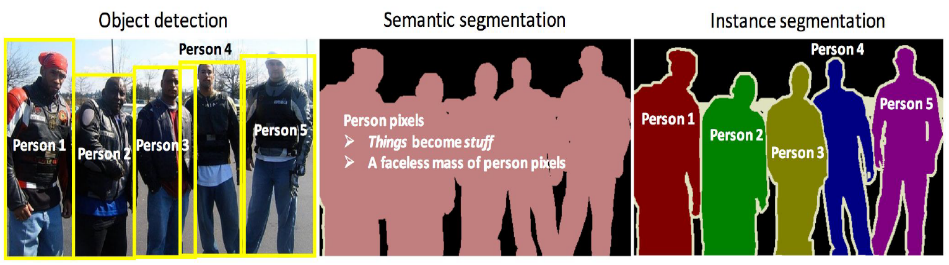 Object detection
Person 4
Person 1
Person 2
Person 3
Person 5
Semantic segmentation
Person pixels
➤ Things become stuff
➤ A faceless mass of person pixels
Instance segmentation
Person 4
Person 1
Person 2
Person 3
Person 5